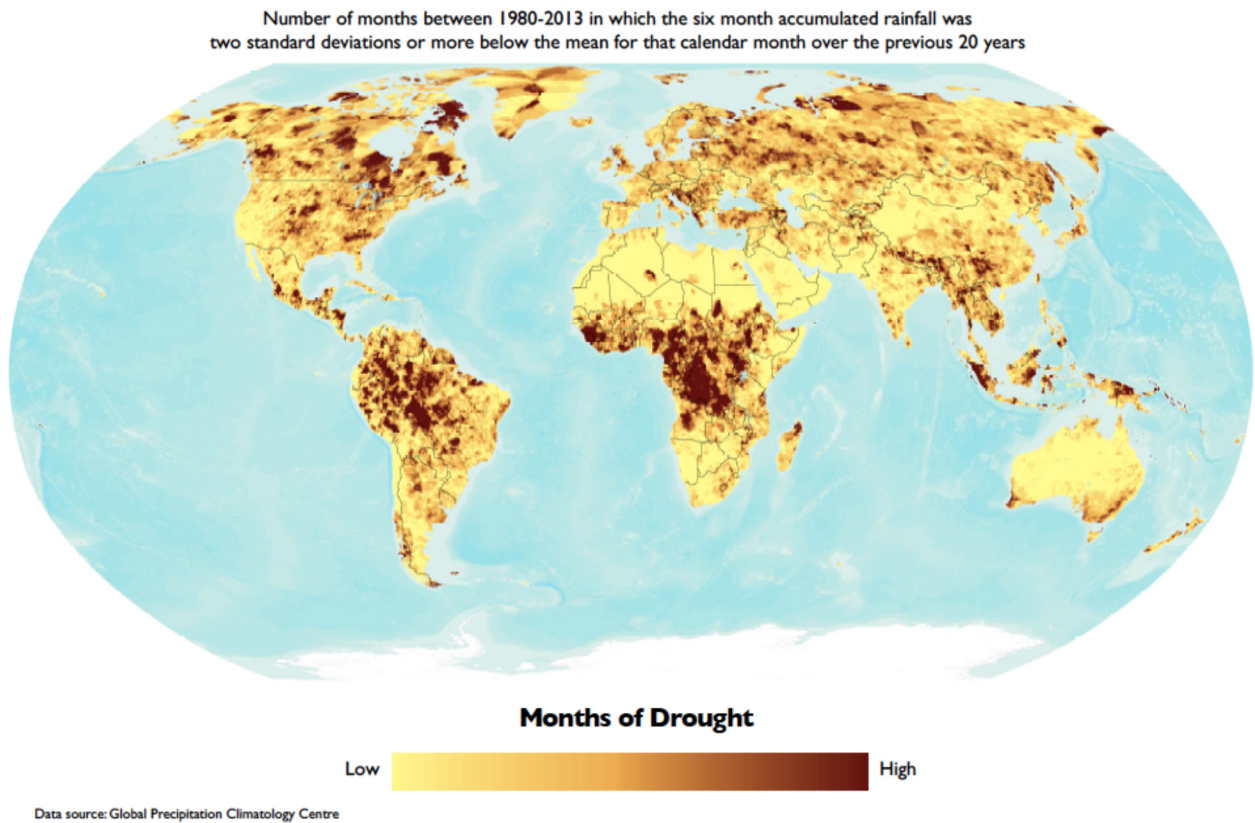 Number of months between 1980-2013 in which the six month accumulated rainfall was
two standard deviations or more below the mean for that calendar month over the previous 20 years
Months of Drought
Low
High
Data source: Global Precipitation Climatology Centre